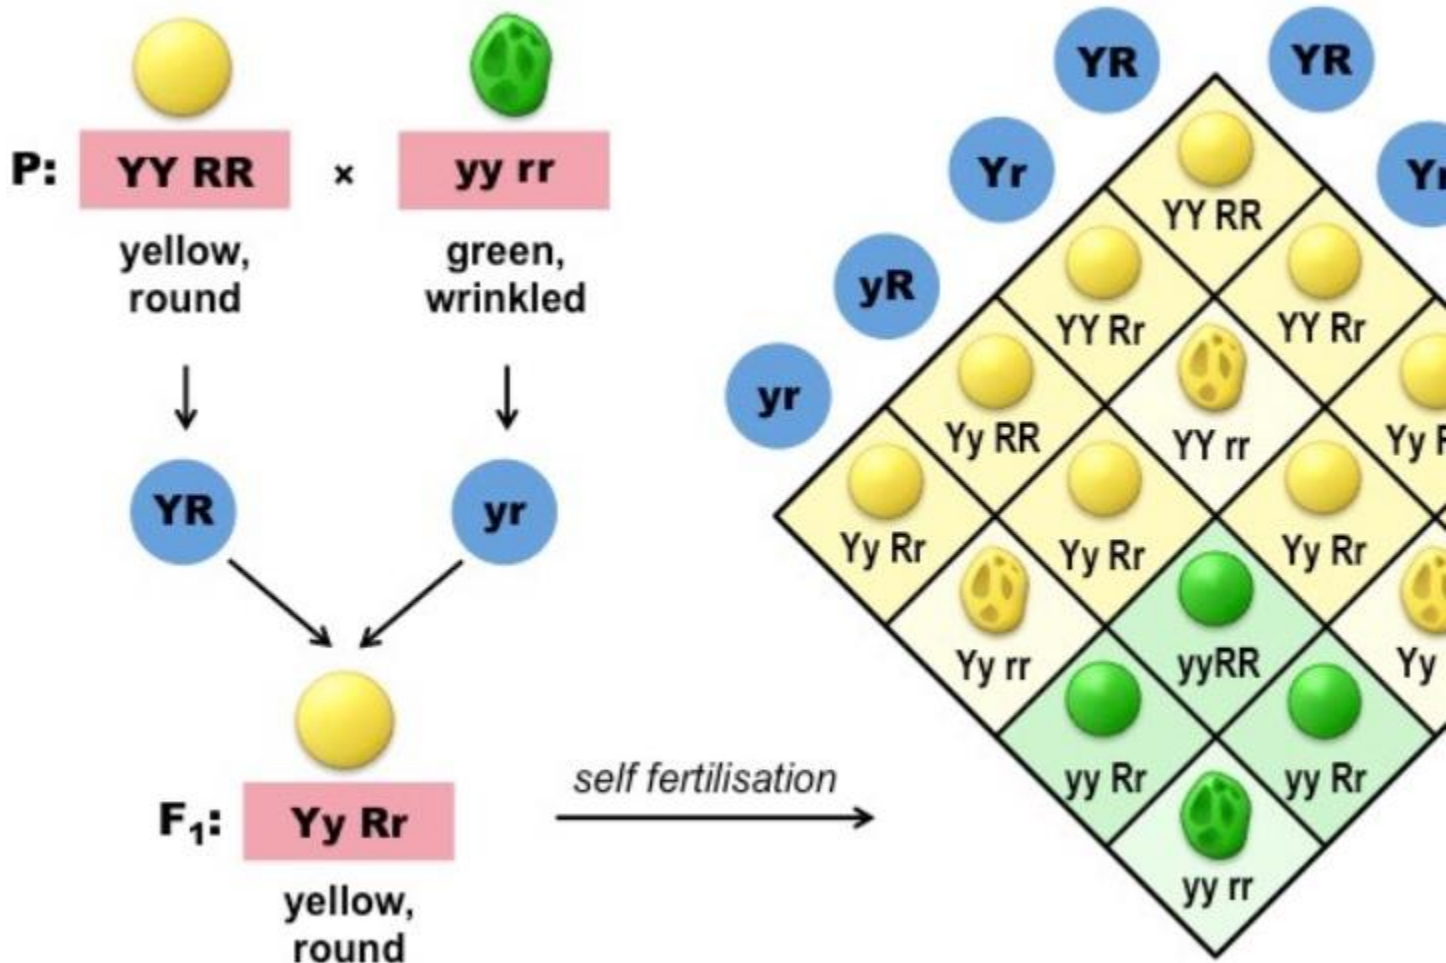 P:
YY RR
×
yy rr
yellow,
round
green,
wrinkled
YR
yr
F₁:
Yy Rr
yellow,
round
self fertilisation
YR
YR
Yr
yR
yr
YY RR
YY Rr
YY Rr
Yy RR
YY rr
Yy
Yy Rr
Yy Rr
Yy Rr
Yy rr
yyRR
Yy
yy Rr
yy Rr
yy rr